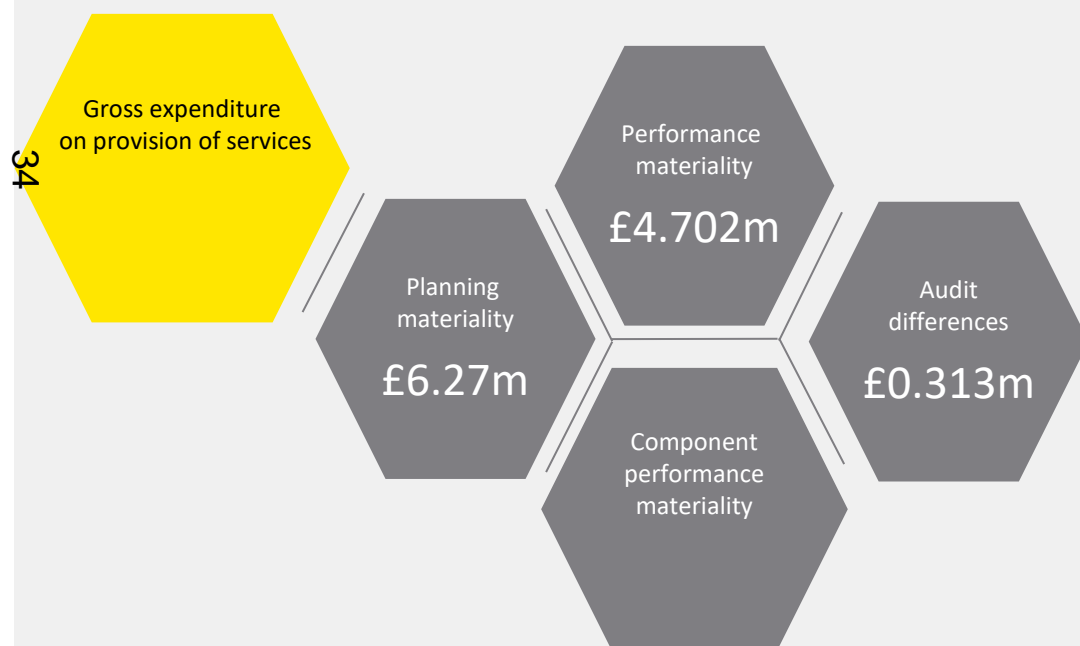 Gross expenditure
on provision of services
34
Performance
materiality
£4.702m
Planning
materiality
£6.27m
Audit
differences
£0.313m
Component
performance
materiality